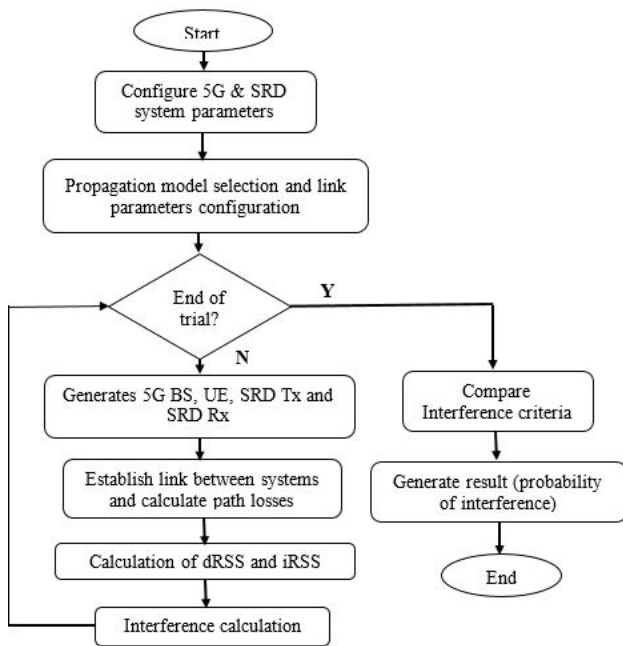 Start
Configure 5G & SRD
system parameters
Propagation model selection and link
parameters configuration
End of
trial?
Y
N
Generates 5G BS, UE, SRD Tx and
SRD Rx
Establish link between systems
and calculate path losses
Calculation of dRSS and iRSS
Interference calculation
Compare
Interference criteria
Generate result (probability
of interference)
End